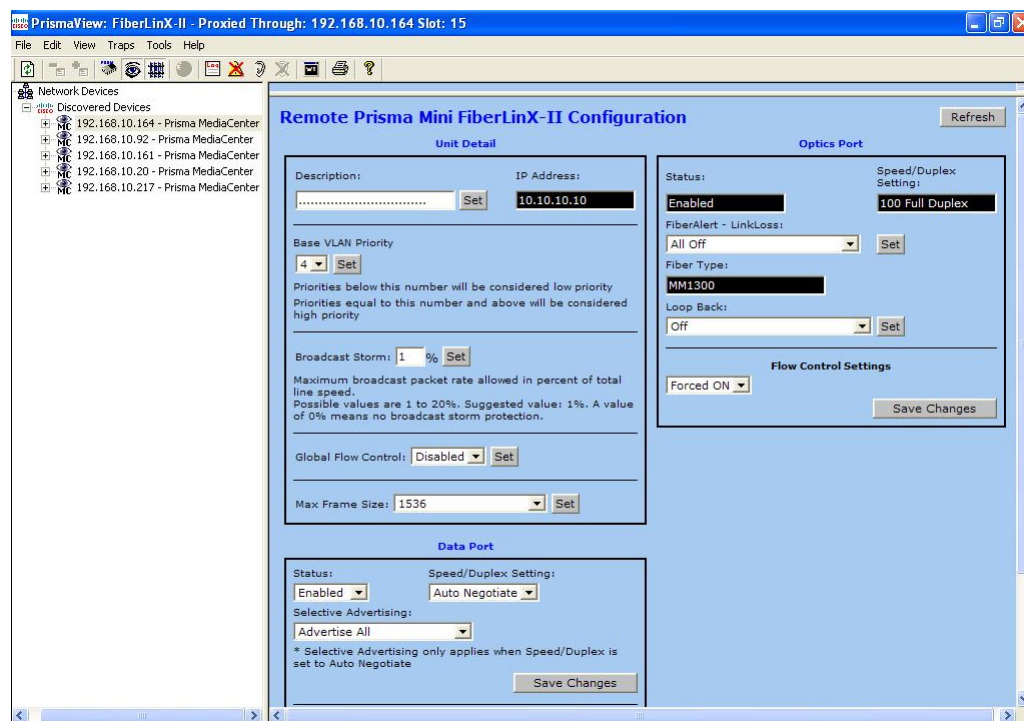 PrismaView: FiberLinX-II - Proxied Through: 192.168.10.164 Slot: 15
File Edit View Traps Tools Help
Network Devices
Discovered Devices
MC 192.168.10.164 - Prisma MediaCenter
MC 192.168.10.92 - Prisma MediaCenter
MC 192.168.10.161 - Prisma MediaCenter
MC 192.168.10.20 - Prisma MediaCenter
MC 192.168.10.217 - Prisma MediaCenter
Remote Prisma Mini FiberLinX-II Configuration
Refresh
Unit Detail
Description: IP Address:
............................... Set 10.10.10.10
Base VLAN Priority
4 Set
Priorities below this number will be considered low priority
Priorities equal to this number and above will be considered
high priority
Broadcast Storm: 1 % Set
Maximum broadcast packet rate allowed in percent of total
line speed.
Possible values are 1 to 20%. Suggested value: 1%. A value
of 0% means no broadcast storm protection.
Global Flow Control: Disabled Set
Max Frame Size: 1536 Set
Optics Port
Status: Speed/Duplex
Setting:
Enabled 100 Full Duplex
FiberAlert - LinkLoss:
All Off Set
Fiber Type:
MM1300
Loop Back:
Off Set
Flow Control Settings
Forced ON
Save Changes
Data Port
Status: Speed/Duplex Setting:
Enabled Auto Negotiate
Selective Advertising:
Advertise All
* Selective Advertising only applies when Speed/Duplex is
set to Auto Negotiate
Save Changes